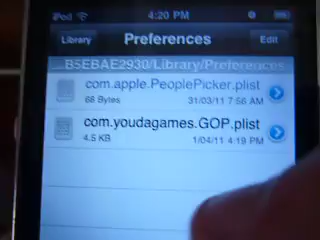 iPod 4:20 PM
Library Preferences Edit
...B5EBAE2930/Library/Preferences
com.apple.PeoplePicker.plist
68 Bytes 31/03/11 7:56 AM
com.youdagames.GOP.plist
4.5 KB 1/04/11 4:19 PM